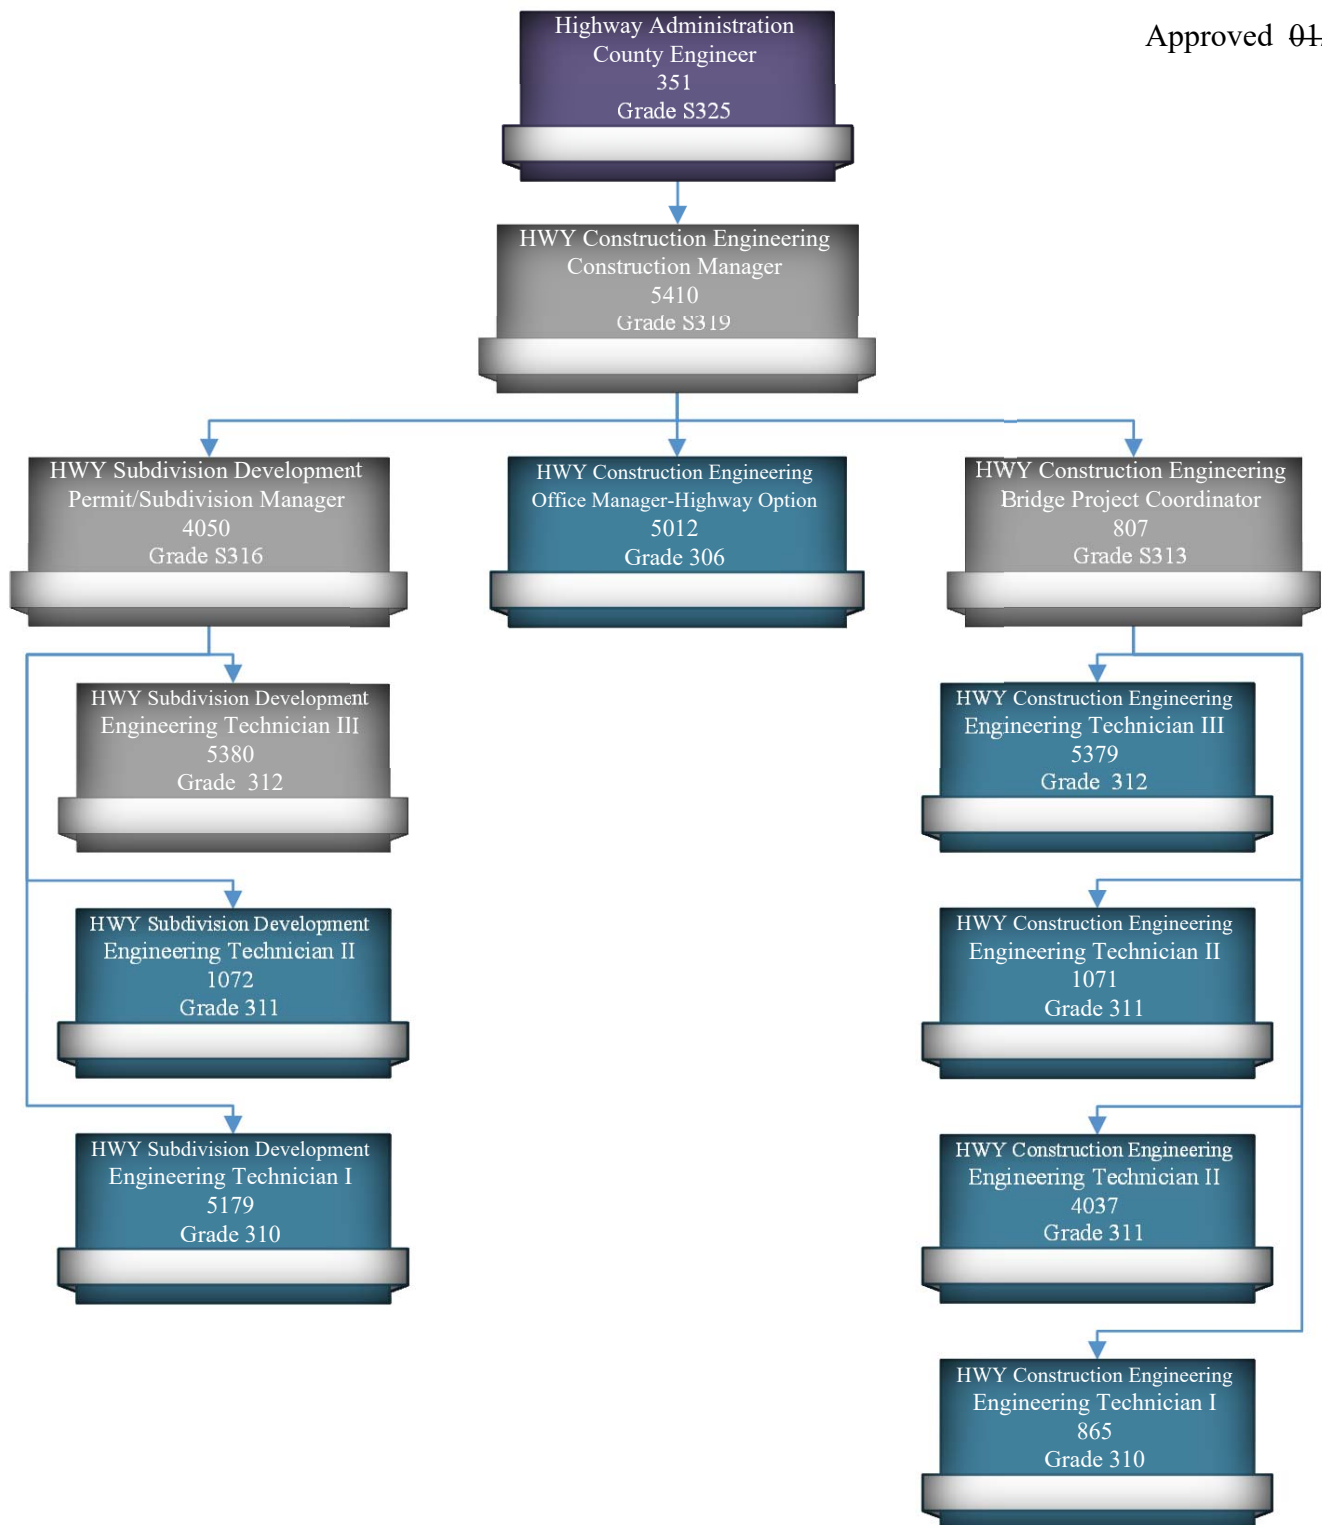 Highway Administration
County Engineer
351
Grade S325
Approved 01
HWY Construction Engineering
Construction Manager
5410
Grade S319
HWY Subdivision Development
Permit/Subdivision Manager
4050
Grade S316
HWY Construction Engineering
Office Manager-Highway Option
5012
Grade 306
HWY Construction Engineering
Bridge Project Coordinator
807
Grade S313
HWY Subdivision Development
Engineering Technician III
5380
Grade 312
HWY Construction Engineering
Engineering Technician III
5379
Grade 312
HWY Subdivision Development
Engineering Technician II
1072
Grade 311
HWY Construction Engineering
Engineering Technician II
1071
Grade 311
HWY Subdivision Development
Engineering Technician I
5179
Grade 310
HWY Construction Engineering
Engineering Technician II
4037
Grade 311
HWY Construction Engineering
Engineering Technician I
865
Grade 310